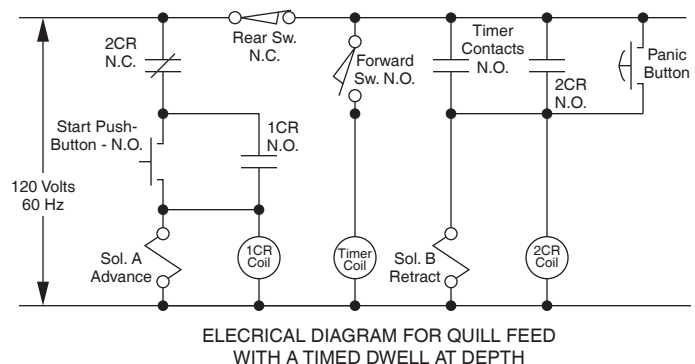 2CR
N.C.
Rear Sw.
N.C.
Forward
Sw. N.O.
Timer
Contacts
N.O.
2CR
N.O.
Panic
Button
Start Push-
Button - N.O.
1CR
N.O.
120 Volts
60 Hz
Sol. A
Advance
1CR
Coil
Timer
Coil
Sol. B
Retract
2CR
Coil
ELECRICAL DIAGRAM FOR QUILL FEED
WITH A TIMED DWELL AT DEPTH